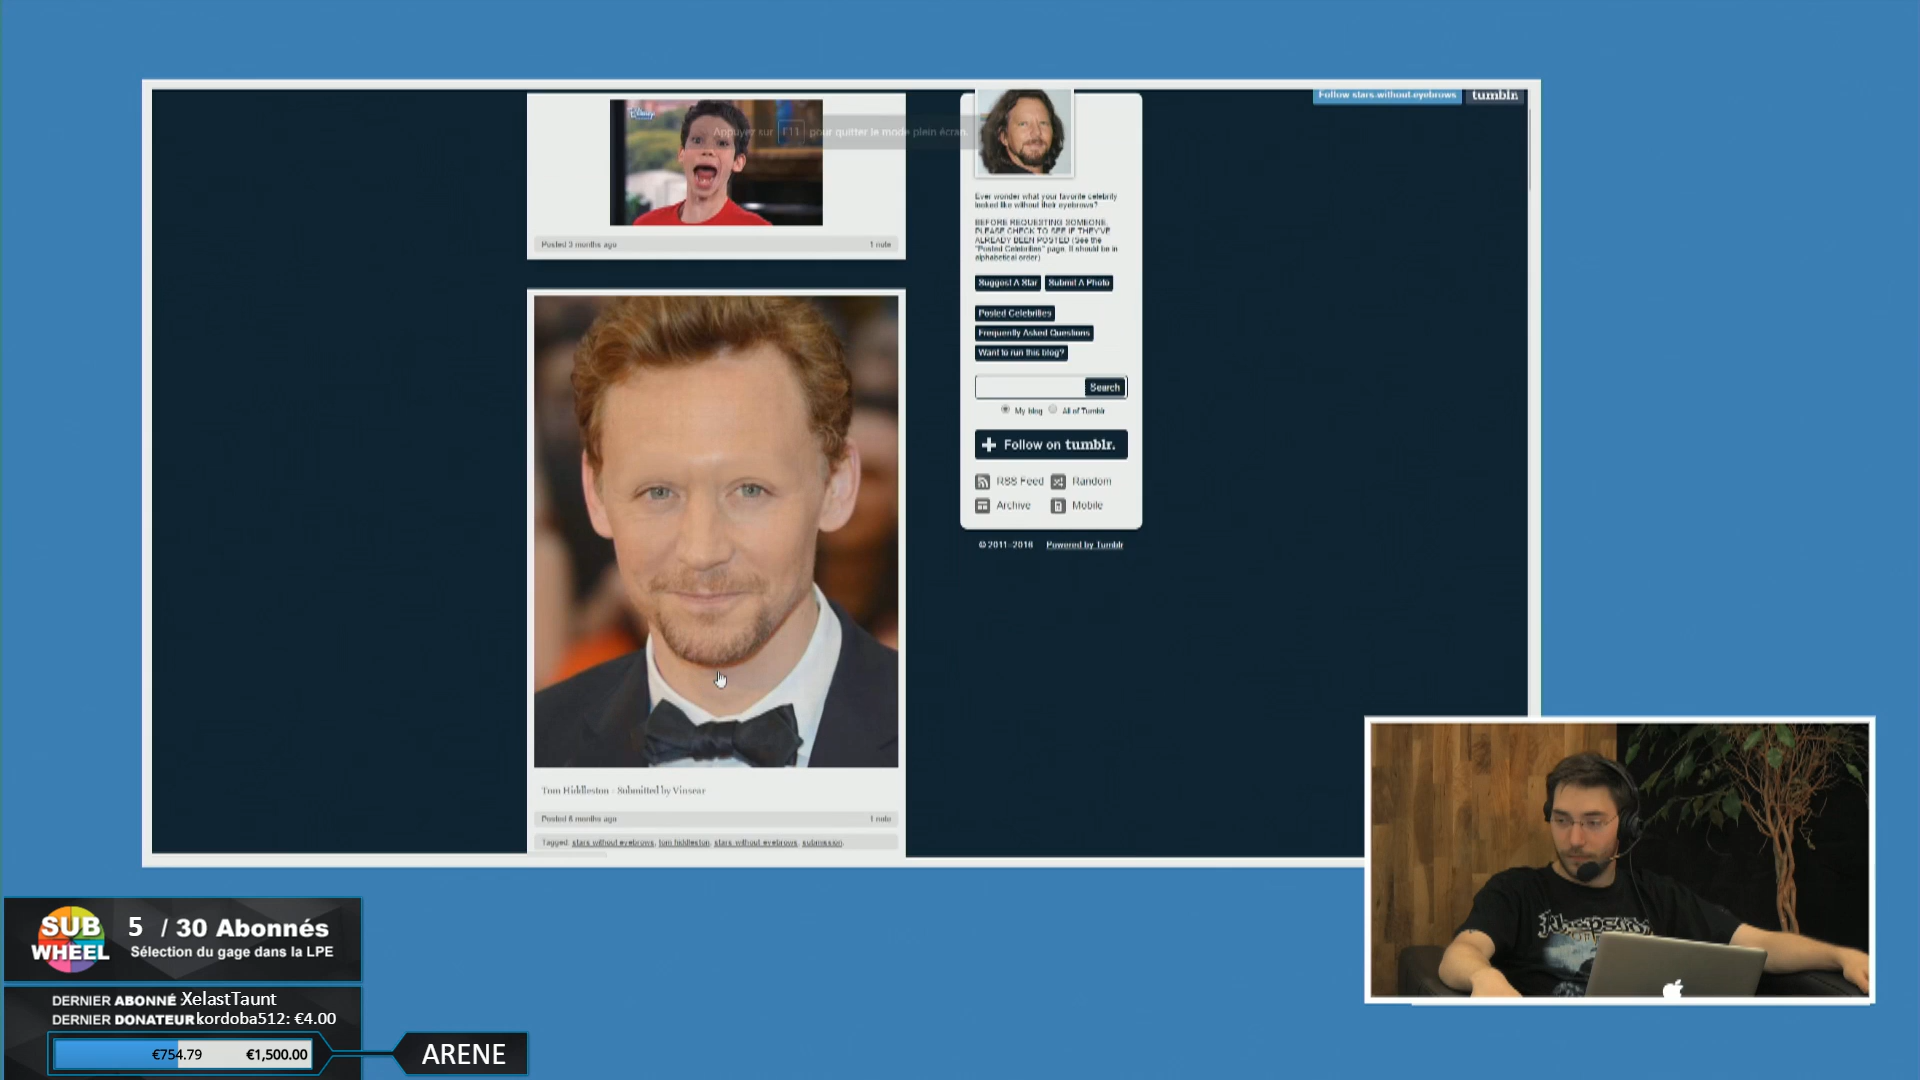 Follow stars-without-eyebrows
tumblr.
Disney
Appuyez sur F11 pour quitter le mode plein écran.
Posted 3 months ago
1 note
Ever wonder what your favorite celebrity
looked like without their eyebrows?
BEFORE REQUESTING SOMEONE,
PLEASE CHECK TO SEE IF THEY'VE
ALREADY BEEN POSTED (See the
"Posted Celebrities" page. It should be in
alphabetical order)
Suggest A Star
Submit A Photo
Posted Celebrities
Frequently Asked Questions
Want to run this blog?
Search
My blog
All of Tumblr
+ Follow on tumblr.
RSS Feed
Random
Archive
Mobile
© 2011–2016
Powered by Tumblr
Tom Hiddleston - Submitted by Vinsear
Posted 6 months ago
1 note
Tagged: stars without eyebrows, tom hiddleston, stars without eyebrows, submission.
Rhapsody
OF
SUB
WHEEL
5 / 30 Abonnés
Sélection du gage dans la LPE
DERNIER ABONNÉ : XelastTaunt
DERNIER DONATEUR kordoba512: €4.00
€754.79
€1,500.00
ARENE